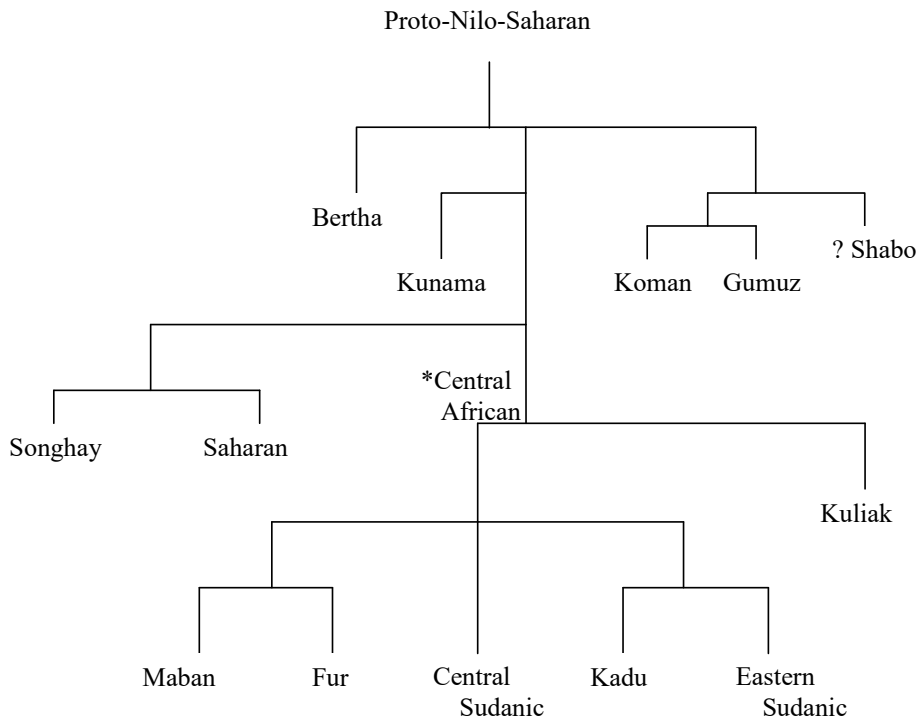 Proto-Nilo-Saharan
Bertha
? Shabo
Kunama
Koman
Gumuz
*Central
African
Songhay
Saharan
Kuliak
Maban
Fur
Central
Sudanic
Kadu
Eastern
Sudanic